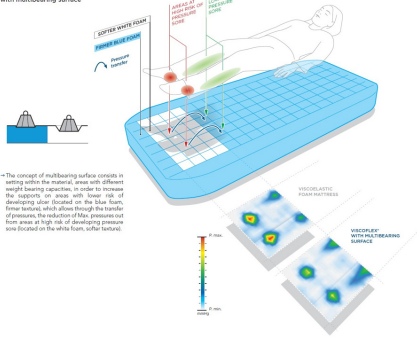 with multibearing surface
SOFTER WHITE FOAM
FIRMER BLUE FOAM
Pressure
transfer
AREAS AT
HIGH RISK OF
PRESSURE
SORE
PRESSURE
SORE
→ The concept of multibearing surface consists in
setting within the material, areas with different
weight bearing capacities, in order to increase
the supports on areas with lower risk of
developing ulcer (located on the blue foam,
firmer texture), which allows through the transfer
of pressures, the reduction of Max. pressures out
from areas at high risk of developing pressure
sore (located on the white foam, softer texture).
VISCOELASTIC
FOAM MATTRESS
VISCOFLEX
WITH MULTIBEARING
SURFACE
P. max.
P. min.
mmHg